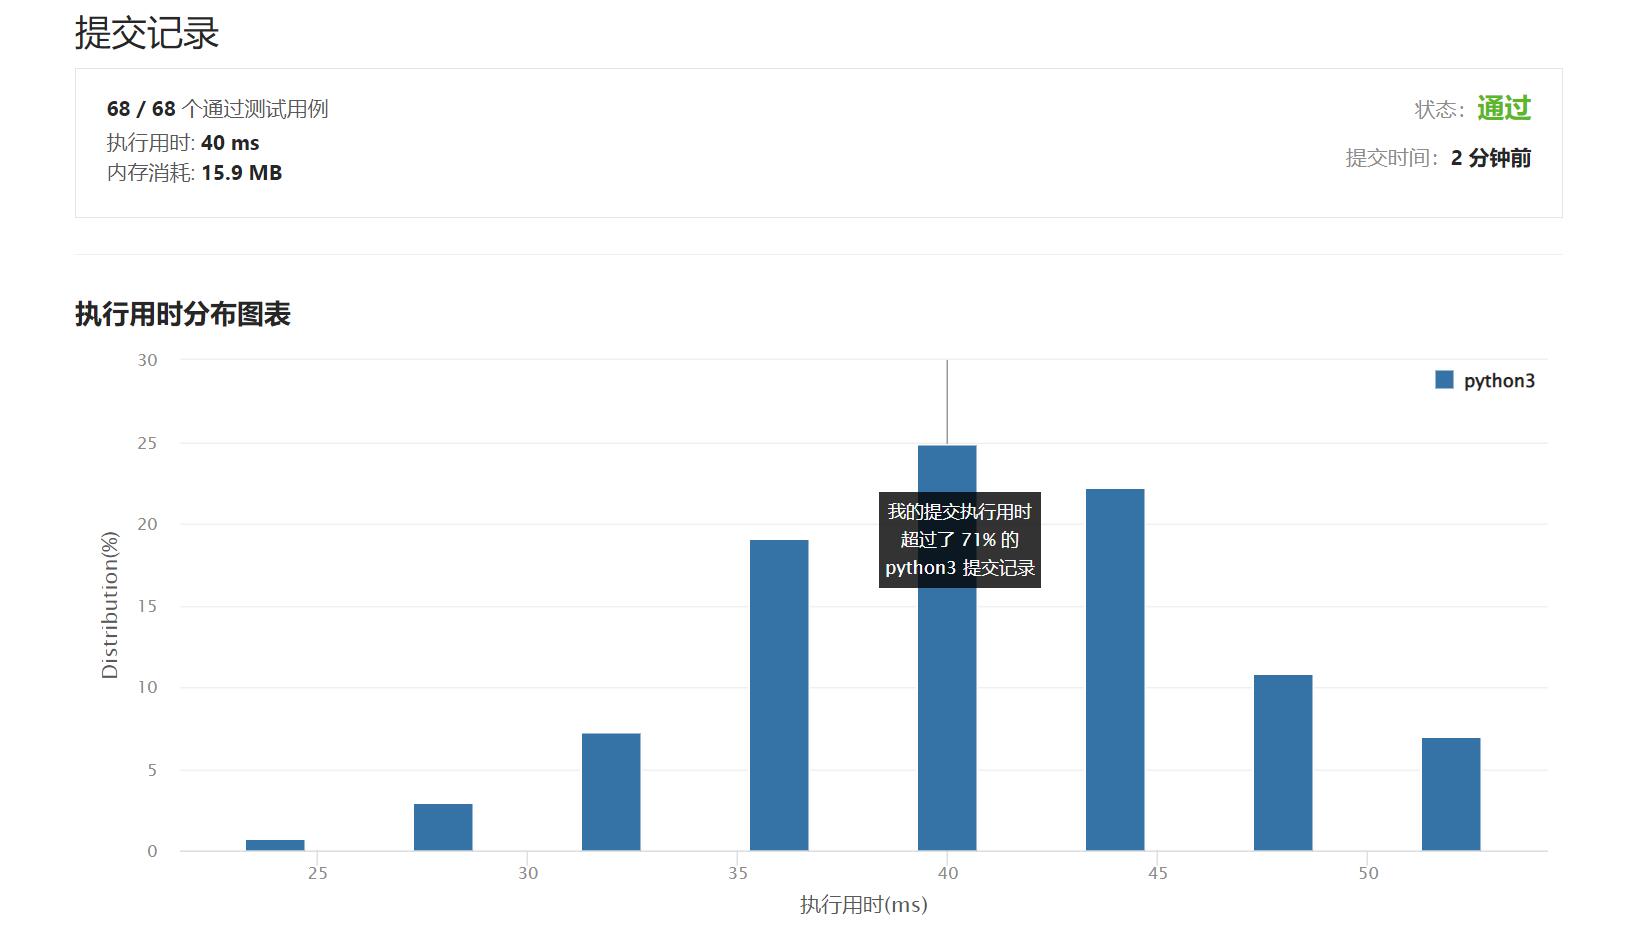 提交记录
68 / 68 个通过测试用例
状态：通过
执行用时: 40 ms
提交时间：2 分钟前
内存消耗: 15.9 MB
执行用时分布图表
30
python3
25
我的提交执行用时
超过了 71% 的
python3 提交记录
20
15
10
5
0
Distribution(%)
25 30 35 40 45 50
执行用时(ms)